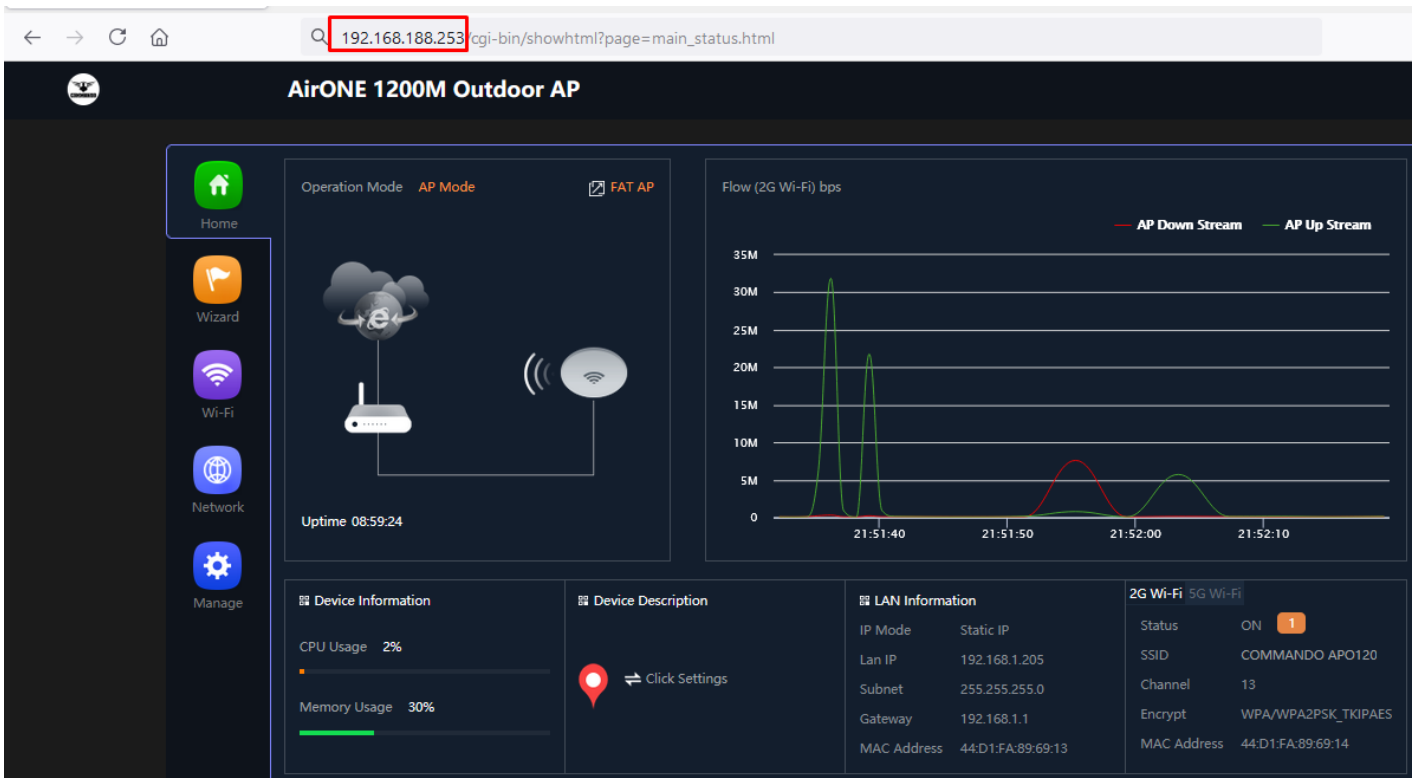 192.168.188.253/cgi-bin/showhtml?page=main_status.html
AirONE 1200M Outdoor AP
Home
Wizard
Wi-Fi
Network
Manage
Operation Mode AP Mode FAT AP
Uptime 08:59:24
Flow (2G Wi-Fi) bps
AP Down Stream AP Up Stream
35M
30M
25M
20M
15M
10M
5M
0
21:51:40 21:51:50 21:52:00 21:52:10
Device Information
CPU Usage 2%
Memory Usage 30%
Device Description
Click Settings
LAN Information
IP Mode Static IP
Lan IP 192.168.1.205
Subnet 255.255.255.0
Gateway 192.168.1.1
MAC Address 44:D1:FA:89:69:13
2G Wi-Fi 5G Wi-Fi
Status ON 1
SSID COMMANDO APO120
Channel 13
Encrypt WPA/WPA2PSK_TKIPAES
MAC Address 44:D1:FA:89:69:14